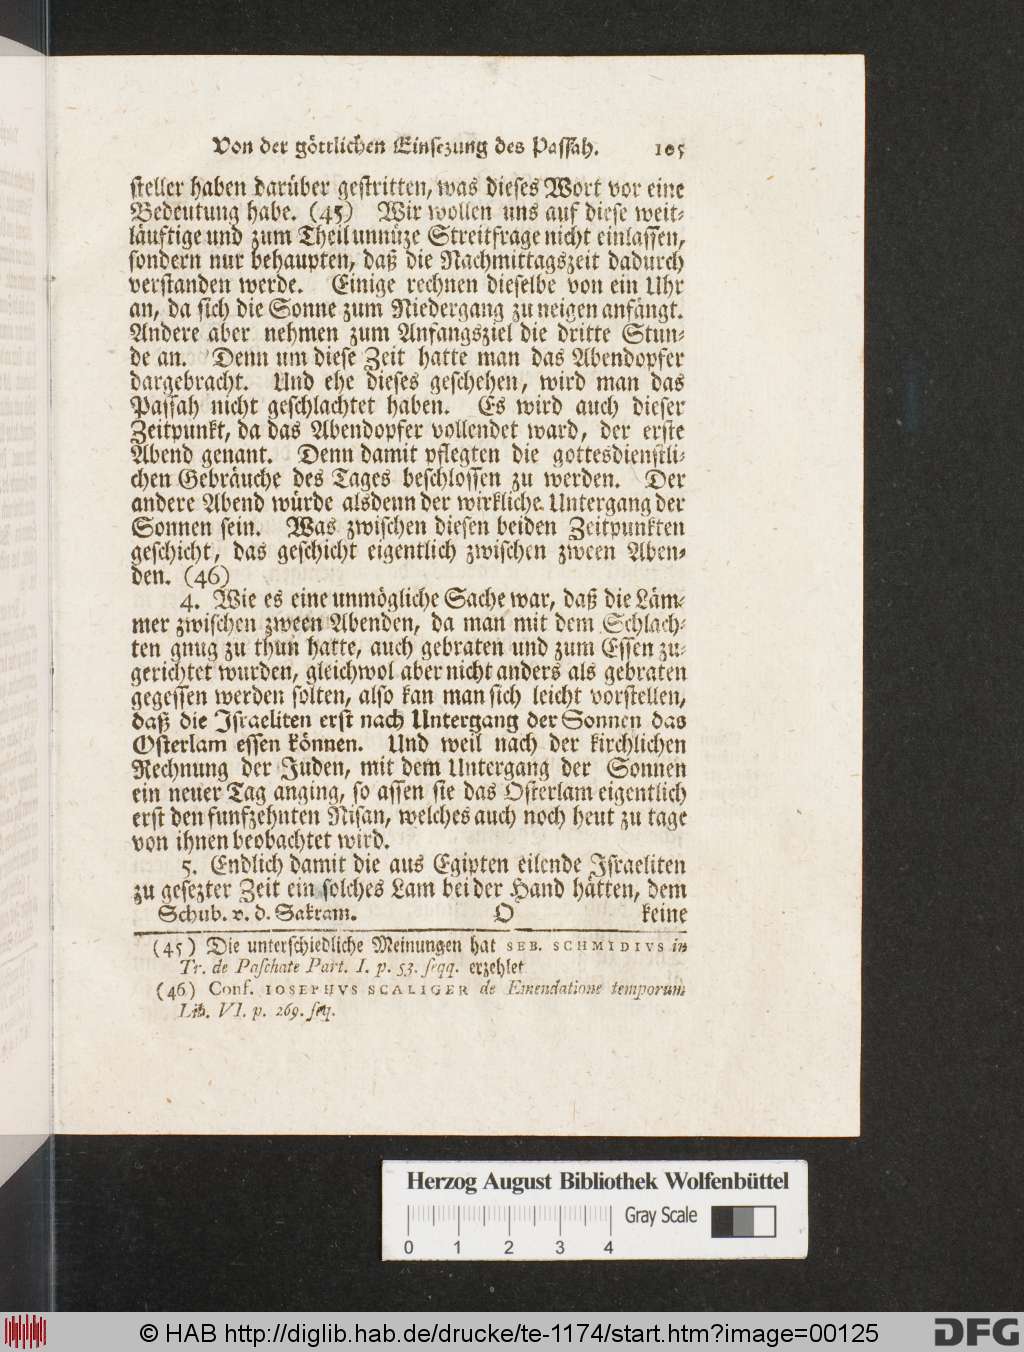 Von der göttlichen Einsezung des Passah. 105
steller haben darüber gestritten, was dieses Wort vor eine
Bedeutung habe. (45) Wir wollen uns auf diese weit-
läuftige und zum Theil unnüze Streitfrage nicht einlassen,
sondern nur behaupten, daß die Nachmittagszeit dadurch
verstanden werde. Einige rechnen dieselbe von ein Uhr
an, da sich die Sonne zum Niedergang zu neigen anfängt.
Andere aber nehmen zum Anfangsziel die dritte Stun-
de an. Denn um diese Zeit hatte man das Abendopfer
dargebracht. Und ehe dieses geschehen, wird man das
Passah nicht geschlachtet haben. Es wird auch dieser
Zeitpunkt, da das Abendopfer vollendet ward, der erste
Abend genant. Denn damit pflegten die gottesdienstli-
chen Gebräuche des Tages beschlossen zu werden. Der
andere Abend würde alsdenn der wirkliche Untergang der
Sonnen sein. Was zwischen diesen beiden Zeitpunkten
geschicht, das geschicht eigentlich zwischen zween Aben-
den. (46)
4. Wie es eine unmögliche Sache war, daß die Läm-
mer zwischen zween Abenden, da man mit dem Schlach-
ten gnug zu thun hatte, auch gebraten und zum Essen zu-
gerichtet wurden, gleichwol aber nicht anders als gebraten
gegessen werden solten, also kan man sich leicht vorstellen,
daß die Israeliten erst nach Untergang der Sonnen das
Osterlam essen können. Und weil nach der kirchlichen
Rechnung der Juden, mit dem Untergang der Sonnen
ein neuer Tag anging, so assen sie das Osterlam eigentlich
erst den funfzehnten Nisan, welches auch noch heut zu tage
von ihnen beobachtet wird.
5. Endlich damit die aus Egipten eilende Israeliten
zu gesezter Zeit ein solches Lam bei der Hand hätten, dem
Schub. v. d. Sakram. O keine
(45) Die unterschiedliche Meinungen hat SEB. SCHMIDIVS in
Tr. de Paschate Part. I. p. 53. seqq. erzehlet
(46) Conf. IOSEPHVS SCALIGER de Emendatione temporum
Lib. VI. p. 269. seq.
Herzog August Bibliothek Wolfenbüttel
Gray Scale
0 1 2 3 4
© HAB http://diglib.hab.de/drucke/te-1174/start.htm?image=00125
DFG